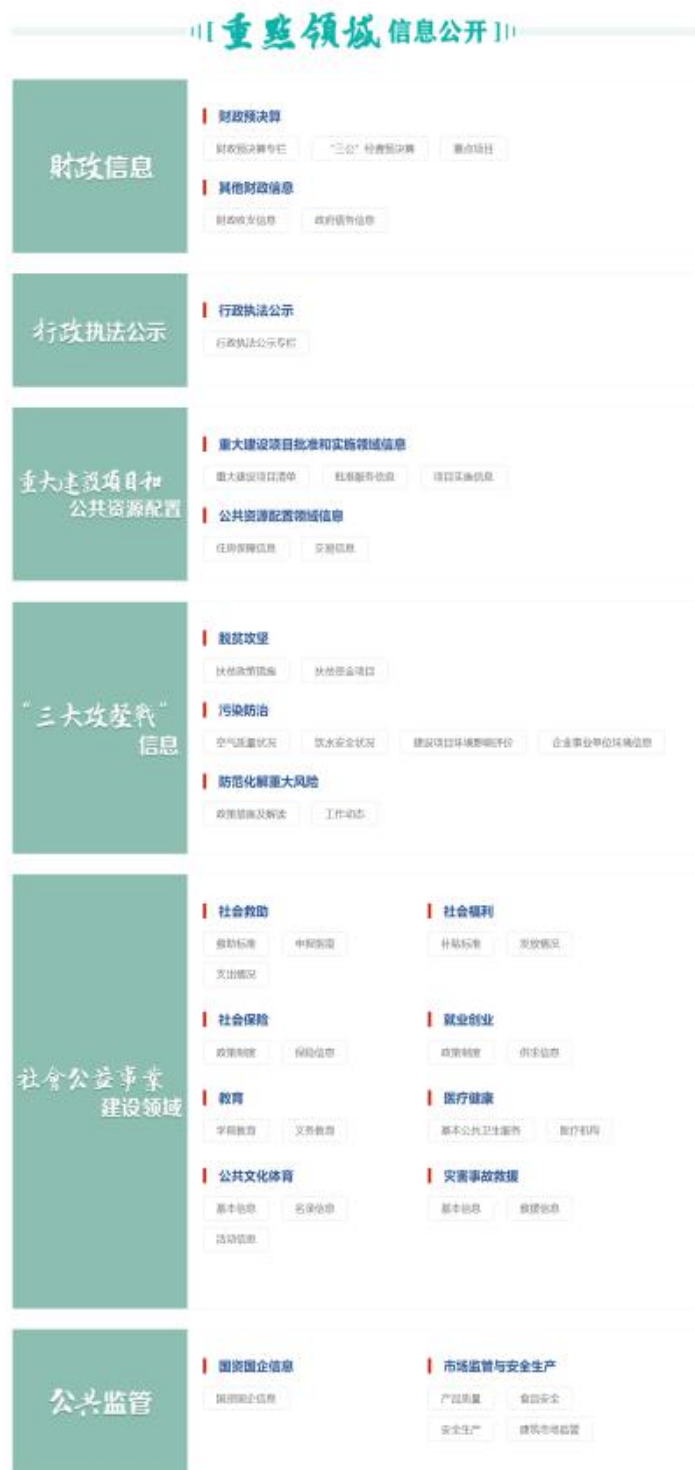 重點領域信息公开
财政信息
财政预决算
财政预决算专栏 “三公”经费预决算 重点项目
其他财政信息
财政收支信息 政府债务信息
行政执法公示
行政执法公示
行政执法公示专栏
重大建设项目和
公共资源配置
重大建设项目批准和实施领域信息
重大建设项目清单 批准服务信息 项目实施信息
公共资源配置领域信息
住房保障信息 交易信息
“三大攻坚战”
信息
脱贫攻坚
扶贫政策措施 扶贫资金项目
污染防治
空气质量状况 饮水安全状况 建设项目环境影响评价 企业事业单位环境信息
防范化解重大风险
政策措施及解读 工作动态
社會公益事業
建设领域
社会救助
救助标准 申报指南
支出情况
社会福利
补贴标准 发放情况
社会保险
政策制度 保险信息
就业创业
政策制度 供求信息
教育
学前教育 义务教育
医疗健康
基本公共卫生服务 医疗机构
公共文化体育
基本信息 名录信息
活动信息
灾害事故救援
基本信息 救援信息
公共监管
国资国企信息
国资国企信息
市场监管与安全生产
产品质量 食品安全
安全生产 建筑市场监管